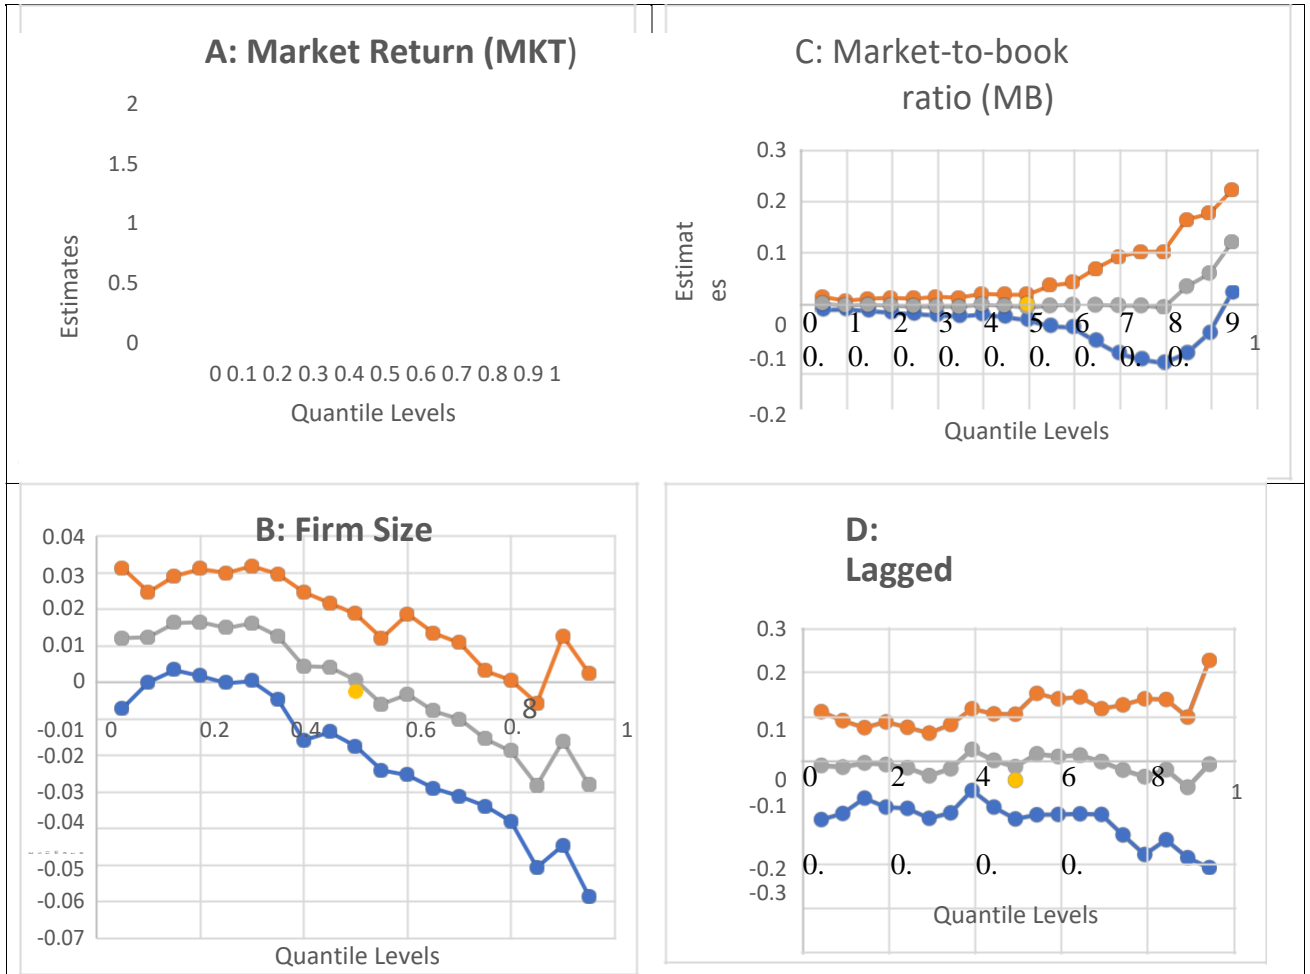 A: Market Return (MKT)
2
1.5
1
0.5
0
Estimates
0 0.1 0.2 0.3 0.4 0.5 0.6 0.7 0.8 0.9 1
Quantile Levels
C: Market-to-book
ratio (MB)
0.3
0.2
0.1
0
-0.1
-0.2
Estimat
es
0 1 2 3 4 5 6 7 8 9
0. 0. 0. 0. 0. 0. 0. 0. 0.
1
Quantile Levels
B: Firm Size
0.04
0.03
0.02
0.01
0
-0.01
-0.02
-0.03
-0.04
-0.05
-0.06
-0.07
8
0 0.2 0.4 0.6 0. 1
Quantile Levels
D:
Lagged
0.3
0.2
0.1
0
-0.1
-0.2
-0.3
0 2 4 6 8
1
0. 0. 0. 0.
Quantile Levels